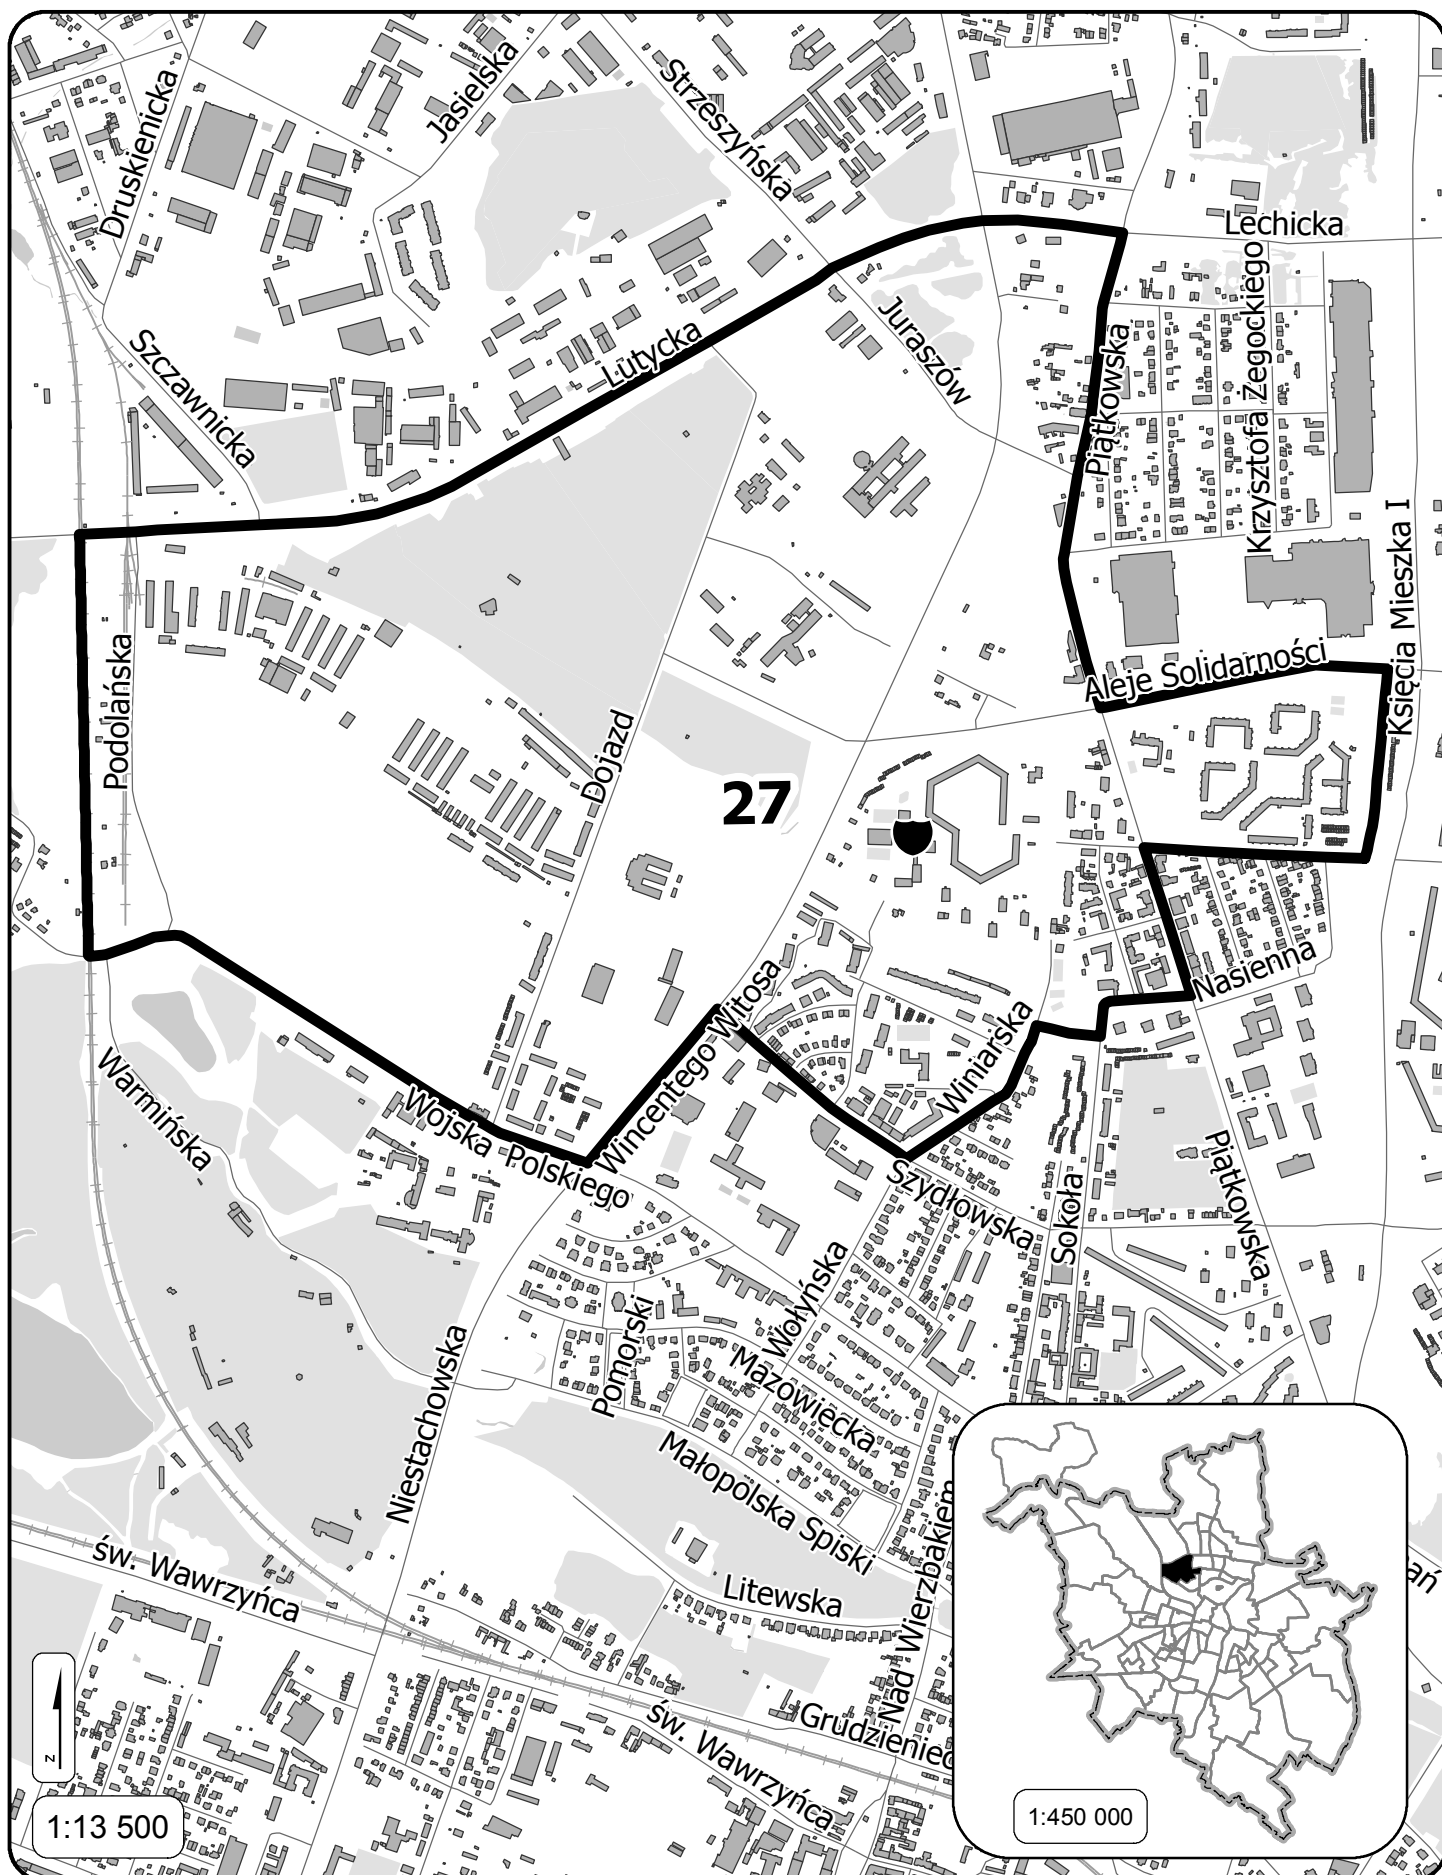 Druskienicka
Jasielska
Strzeszyńska
Lechicka
Szczawnicka
Lutycka
Juraszów
Piątkowska
Krzysztofa Żegockiego
Księcia Mieszka I
Aleje Solidarności
Podolańska
Dojazd
27
Nasienna
Wincentego Witosa
Winiarska
Warmińska
Wojska Polskiego
Szydłowska
Sokoła
Piątkowska
Wołyńska
Pomorski
Mazowiecka
Niestachowska
Małopolska Spiski
Nad Wierzbakiem
św. Wawrzyńca
Litewska
św. Wawrzyńca
Grudzieniec
z
1:13 500
1:450 000